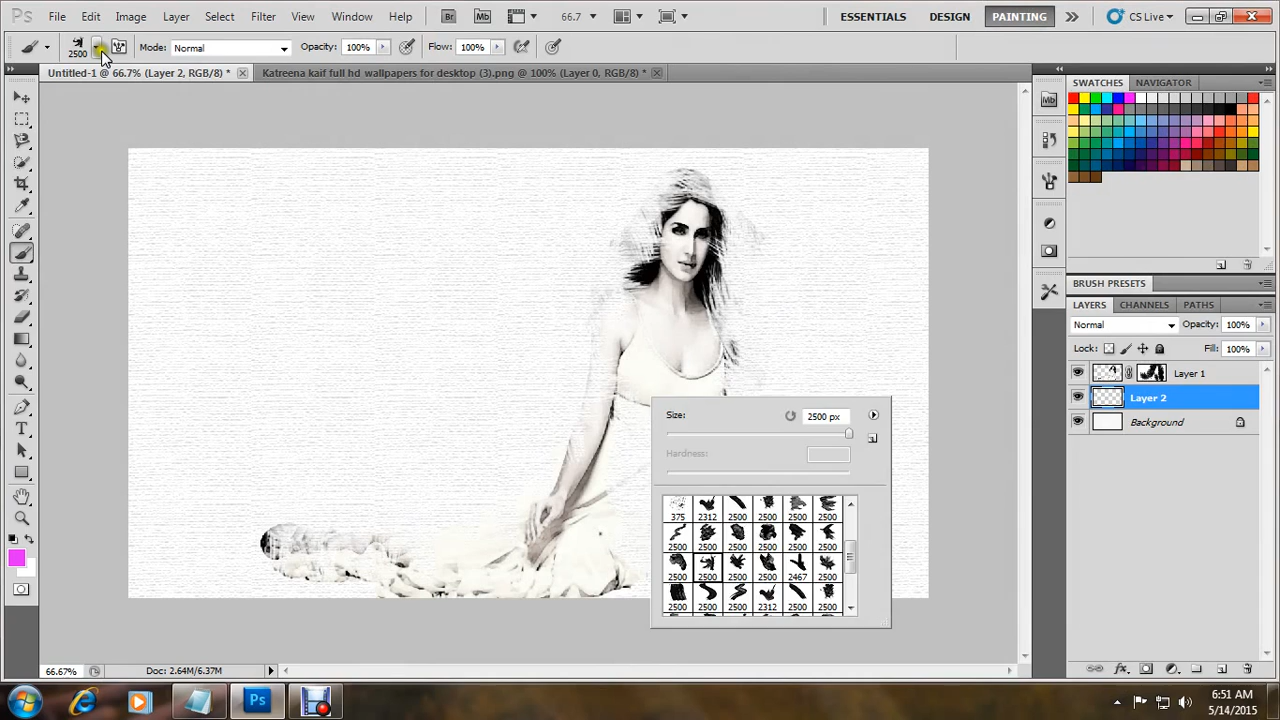 Ps File Edit Image Layer Select Filter View Window Help Br Mb 66.7 ESSENTIALS DESIGN PAINTING CS Live
2500 Mode: Normal Opacity: 100% Flow: 100%
Untitled-1 @ 66.7% (Layer 2, RGB/8) * Katreena kaif full hd wallpapers for desktop (3).png @ 100% (Layer 0, RGB/8) *
SWATCHES NAVIGATOR
Mb
BRUSH PRESETS
LAYERS CHANNELS PATHS
Normal Opacity: 100%
Lock: Fill: 100%
Layer 1
Layer 2
Background
Size: 2500 px
Hardness:
375 2312 2500 2500 2500 2500
2500 2500 2500 2500 2500 2500
2500 2500 2500 2500 2467 2500
2500 2500 2500 2312 2500 2500
T
fx
66.67% Doc: 2.64M/6.37M
Ps
6:51 AM
5/14/2015